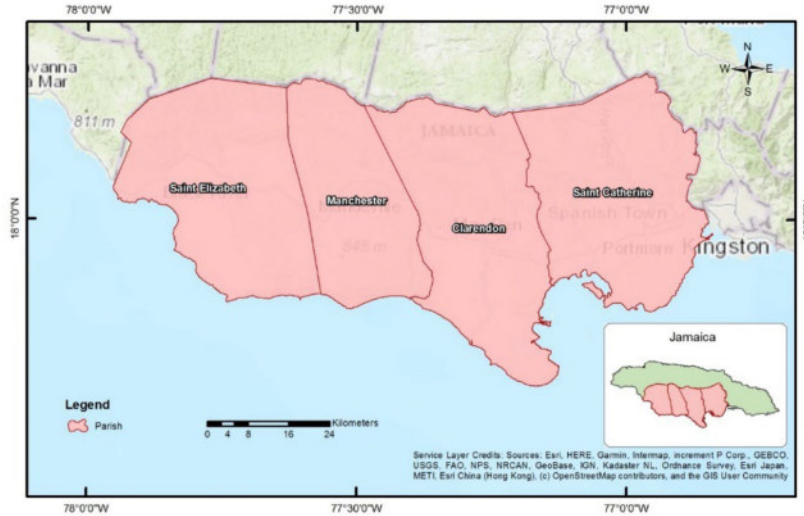 78°0'0"W 77°30'0"W 77°0'0"W
N
W E
S
ovanna
a Mar
811 m
JAMAICA
Saint Elizabeth
Manchester
Saint Catherine
Clarendon
Spanish Town
Portmore
Kingston
848 m
18°0'0"N
Jamaica
Legend
Parish
Kilometers
0 4 8 16 24
Service Layer Credits: Sources: Esri, HERE, Garmin, Intermap, increment P Corp., GEBCO,
USGS, FAO, NPS, NRCAN, GeoBase, IGN, Kadaster NL, Ordnance Survey, Esri Japan,
METI, Esri China (Hong Kong), (c) OpenStreetMap contributors, and the GIS User Community
78°0'0"W 77°30'0"W 77°0'0"W